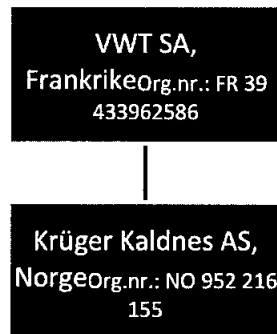 VWT SA,
FrankrikeOrg.nr.: FR 39
433962586
Krüger Kaldnes AS,
NorgeOrg.nr.: NO 952 216
155